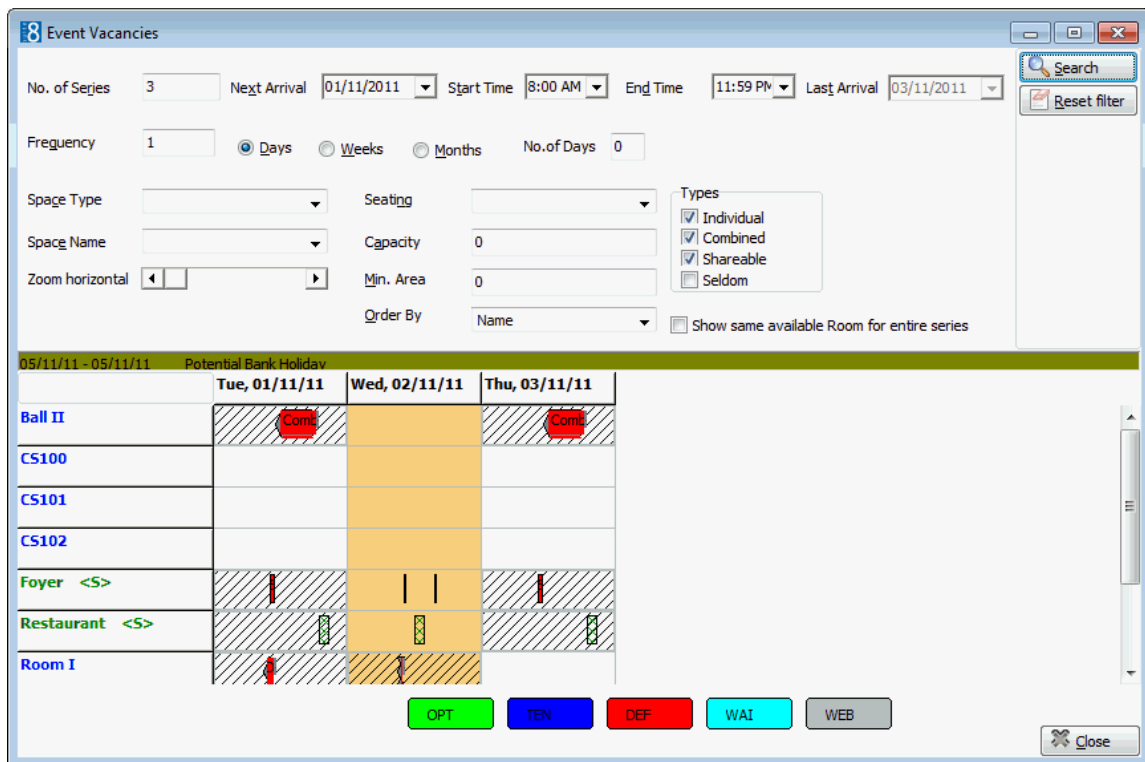 8 Event Vacancies
No. of Series 3 Next Arrival 01/11/2011 Start Time 8:00 AM End Time 11:59 PM Last Arrival 03/11/2011
Search
Reset filter
Frequency 1 Days Weeks Months No.of Days 0
Space Type Seating Types
Individual
Space Name Capacity 0 Combined
Shareable
Zoom horizontal Min. Area 0 Seldom
Order By Name Show same available Room for entire series
05/11/11 - 05/11/11 Potential Bank Holiday
Tue, 01/11/11 Wed, 02/11/11 Thu, 03/11/11
Ball II Comb Comb
CS100
CS101
CS102
Foyer <S>
Restaurant <S>
Room I
OPT TEN DEF WAI WEB
Close